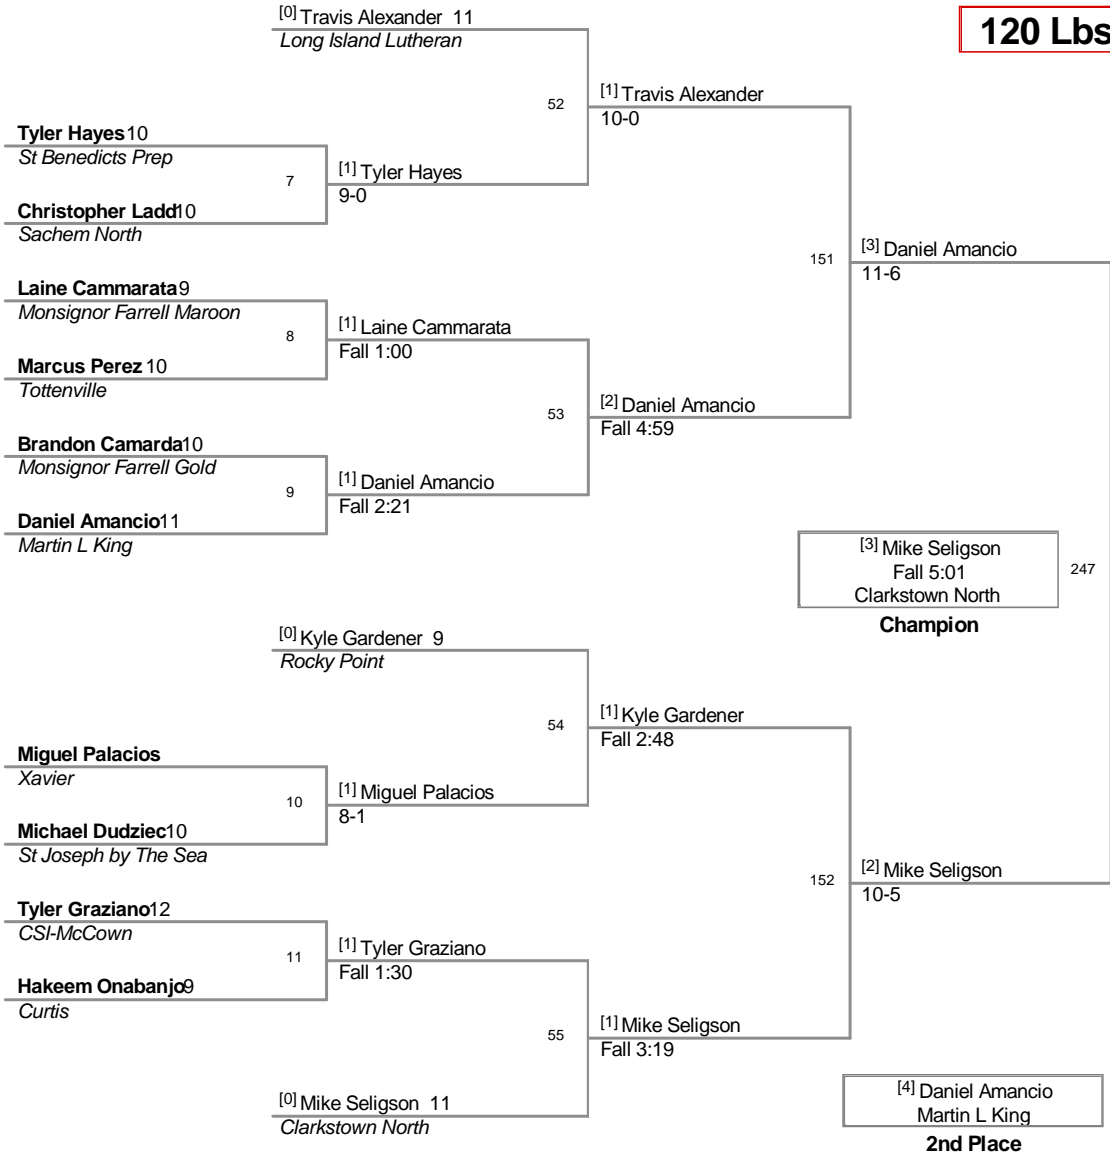 [0] Travis Alexander 11
Long Island Lutheran
120 Lbs
52
[1] Travis Alexander
10-0
Tyler Hayes 10
St Benedicts Prep
7
[1] Tyler Hayes
9-0
Christopher Ladd 10
Sachem North
151
[3] Daniel Amancio
11-6
Laine Cammarata 9
Monsignor Farrell Maroon
8
[1] Laine Cammarata
Fall 1:00
Marcus Perez 10
Tottenville
53
[2] Daniel Amancio
Fall 4:59
Brandon Camarda 10
Monsignor Farrell Gold
9
[1] Daniel Amancio
Fall 2:21
Daniel Amancio 11
Martin L King
[3] Mike Seligson
Fall 5:01
Clarkstown North
247
Champion
[0] Kyle Gardener 9
Rocky Point
54
[1] Kyle Gardener
Fall 2:48
Miguel Palacios
Xavier
10
[1] Miguel Palacios
8-1
Michael Dudziec 10
St Joseph by The Sea
152
[2] Mike Seligson
10-5
Tyler Graziano 12
CSI-McCown
11
[1] Tyler Graziano
Fall 1:30
Hakeem Onabanjo 9
Curtis
55
[1] Mike Seligson
Fall 3:19
[0] Mike Seligson 11
Clarkstown North
[4] Daniel Amancio
Martin L King
2nd Place